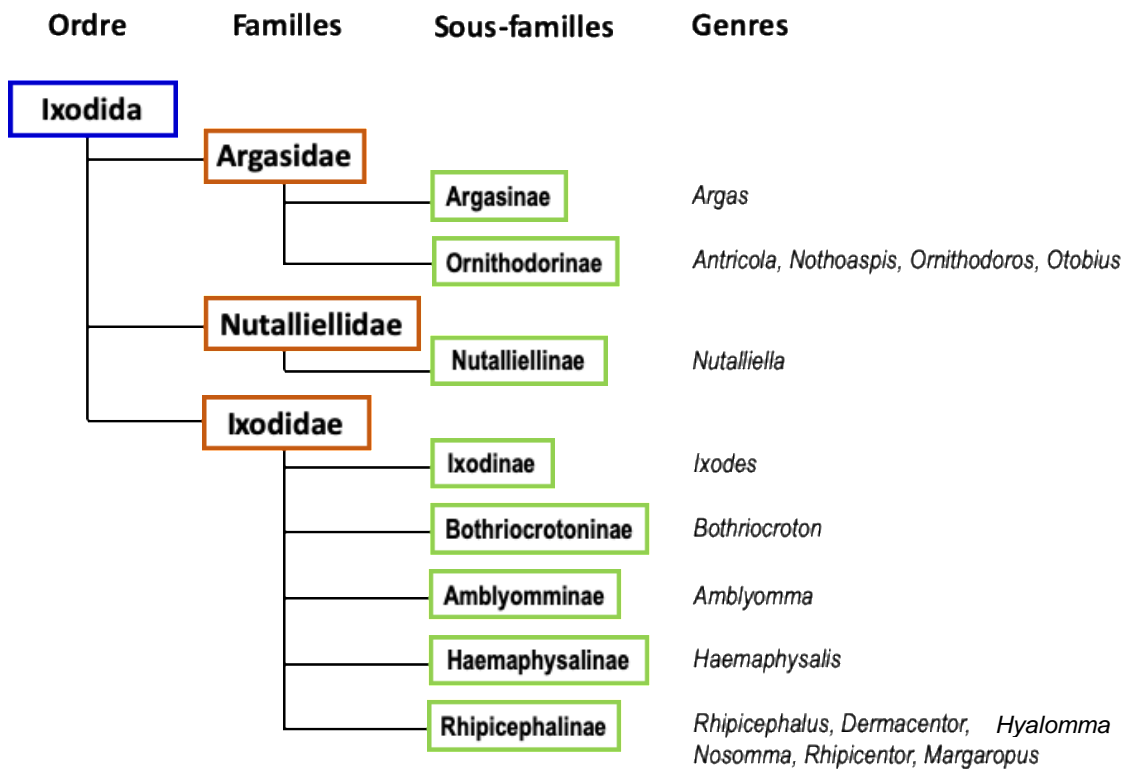 Ordre Familles Sous-familles Genres
Ixodida
Argasidae
Argasinae Argas
Ornithodorinae Antricola, Nothoaspis, Ornithodoros, Otobius
Nutalliellidae
Nutalliellinae Nutalliella
Ixodidae
Ixodinae Ixodes
Bothriocrotoninae Bothriocroton
Amblyomminae Amblyomma
Haemaphysalinae Haemaphysalis
Rhipicephalinae Rhipicephalus, Dermacentor, Hyalomma
Nosomma, Rhipicentor, Margaropus